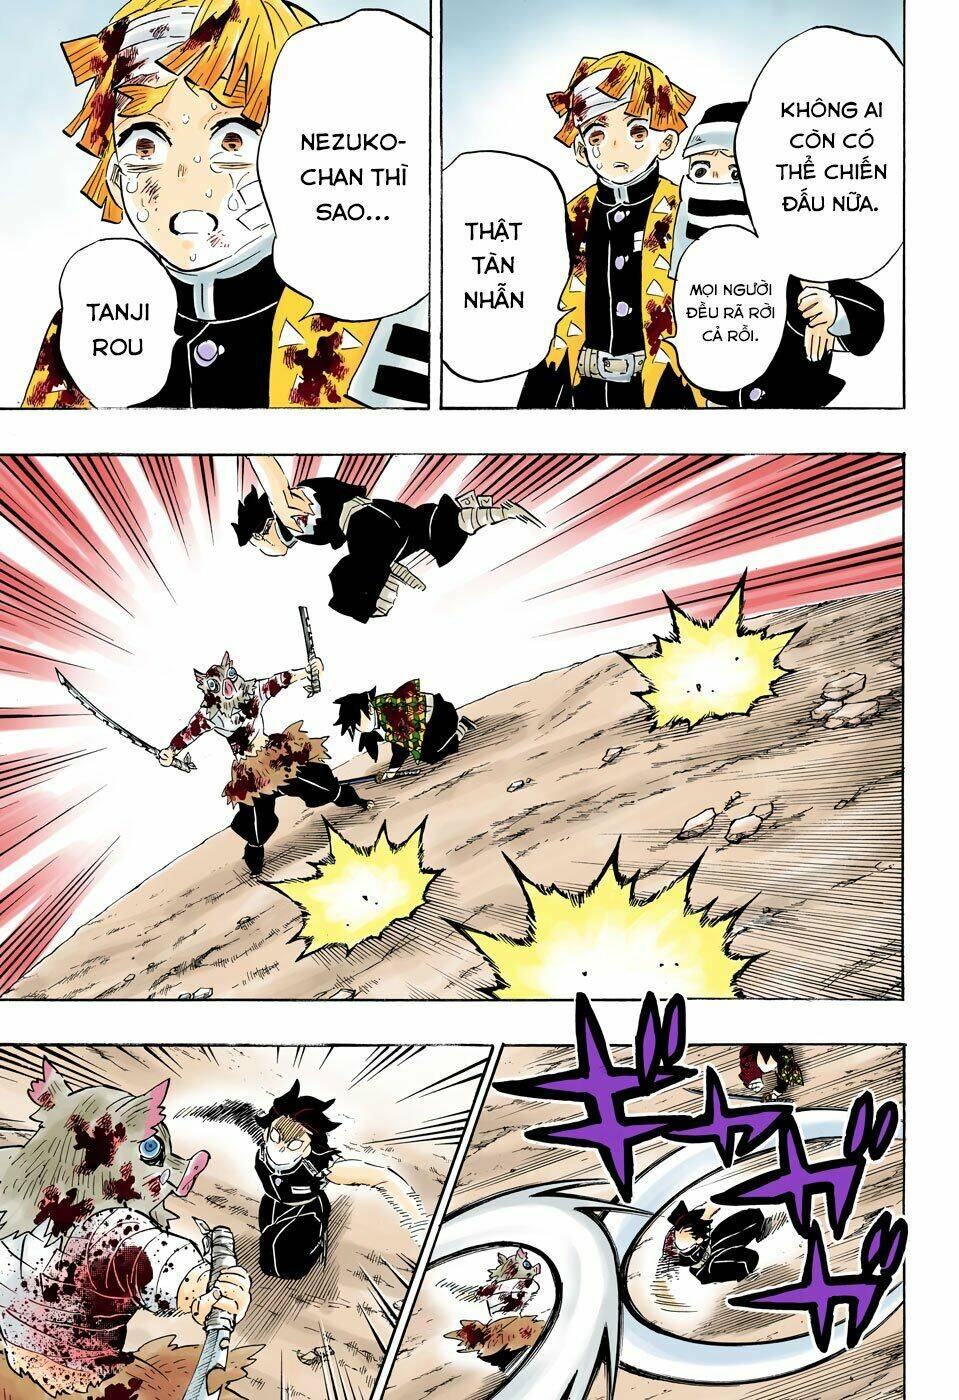 KHÔNG AI
CÒN CÓ
THỂ CHIẾN
ĐẤU NỮA.
MỌI NGƯỜI
ĐỀU RÃ RỜI
CẢ RỒI.
THẬT
TÀN
NHẪN
NEZUKO-
CHAN THÌ
SAO...
TANJI
ROU
ギャギギ